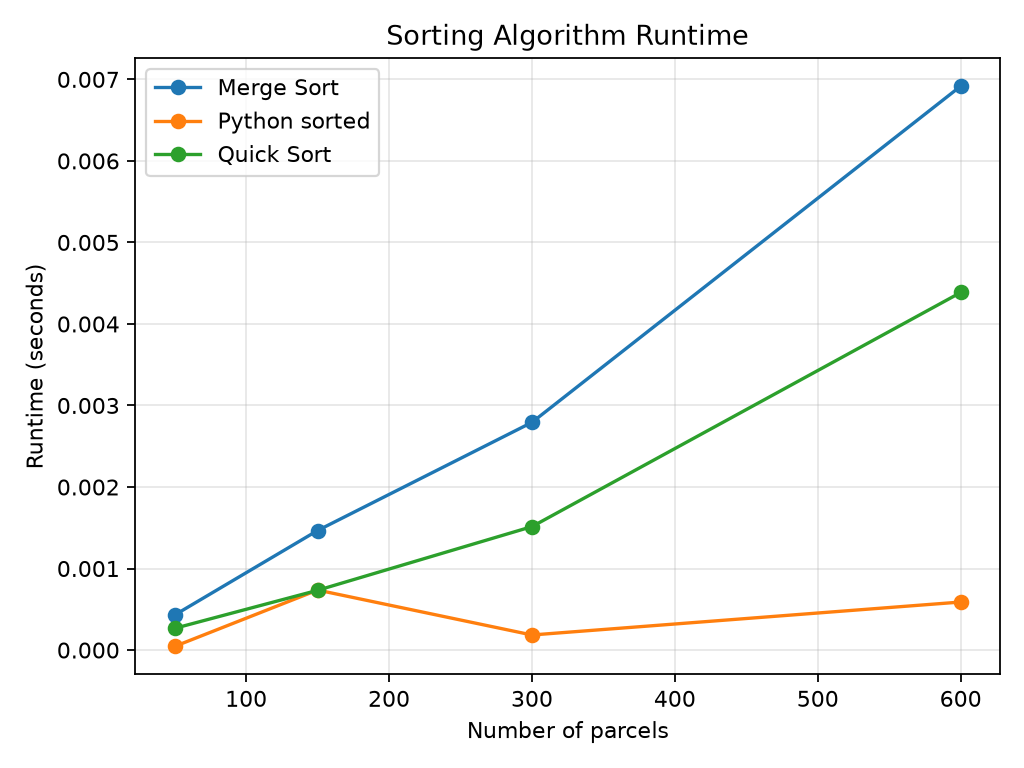 Sorting Algorithm Runtime
Merge Sort
Python sorted
Quick Sort
0.007
0.006
0.005
0.004
0.003
0.002
0.001
0.000
Runtime (seconds)
100 200 300 400 500 600
Number of parcels